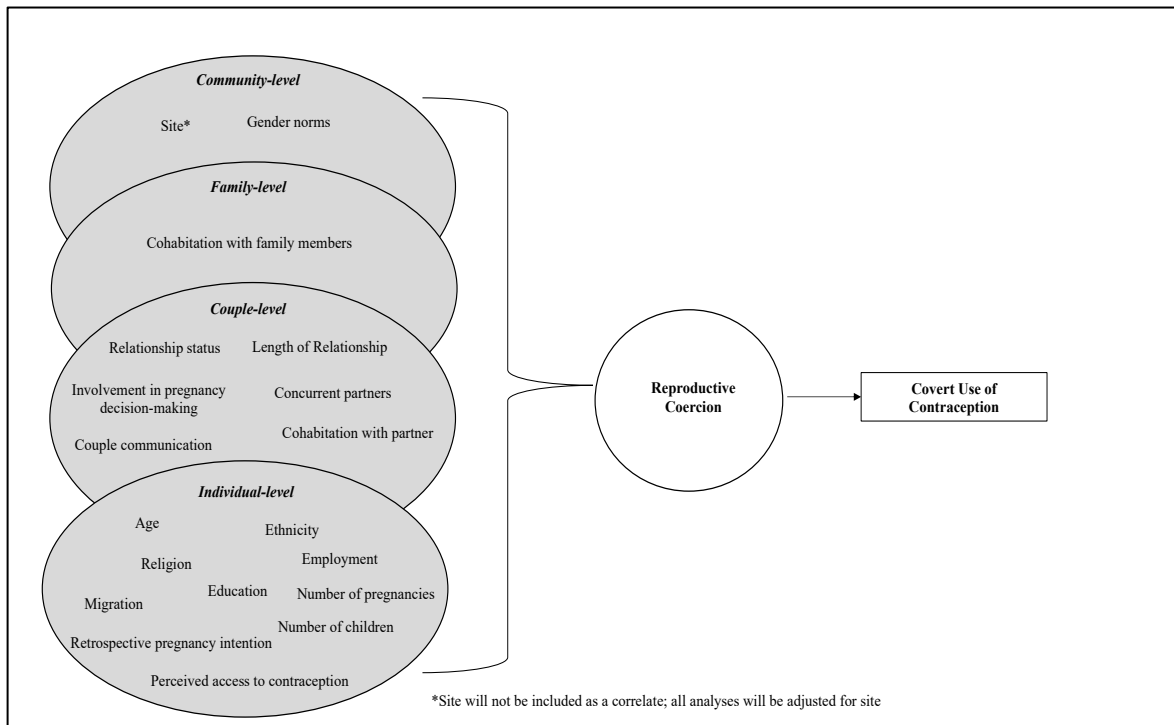 Community-level
Site*
Gender norms
Family-level
Cohabitation with family members
Couple-level
Relationship status
Length of Relationship
Involvement in pregnancy
decision-making
Concurrent partners
Couple communication
Cohabitation with partner
Individual-level
Age
Ethnicity
Religion
Employment
Migration
Education
Number of pregnancies
Number of children
Retrospective pregnancy intention
Perceived access to contraception
Reproductive
Coercion
Covert Use of
Contraception
*Site will not be included as a correlate; all analyses will be adjusted for site